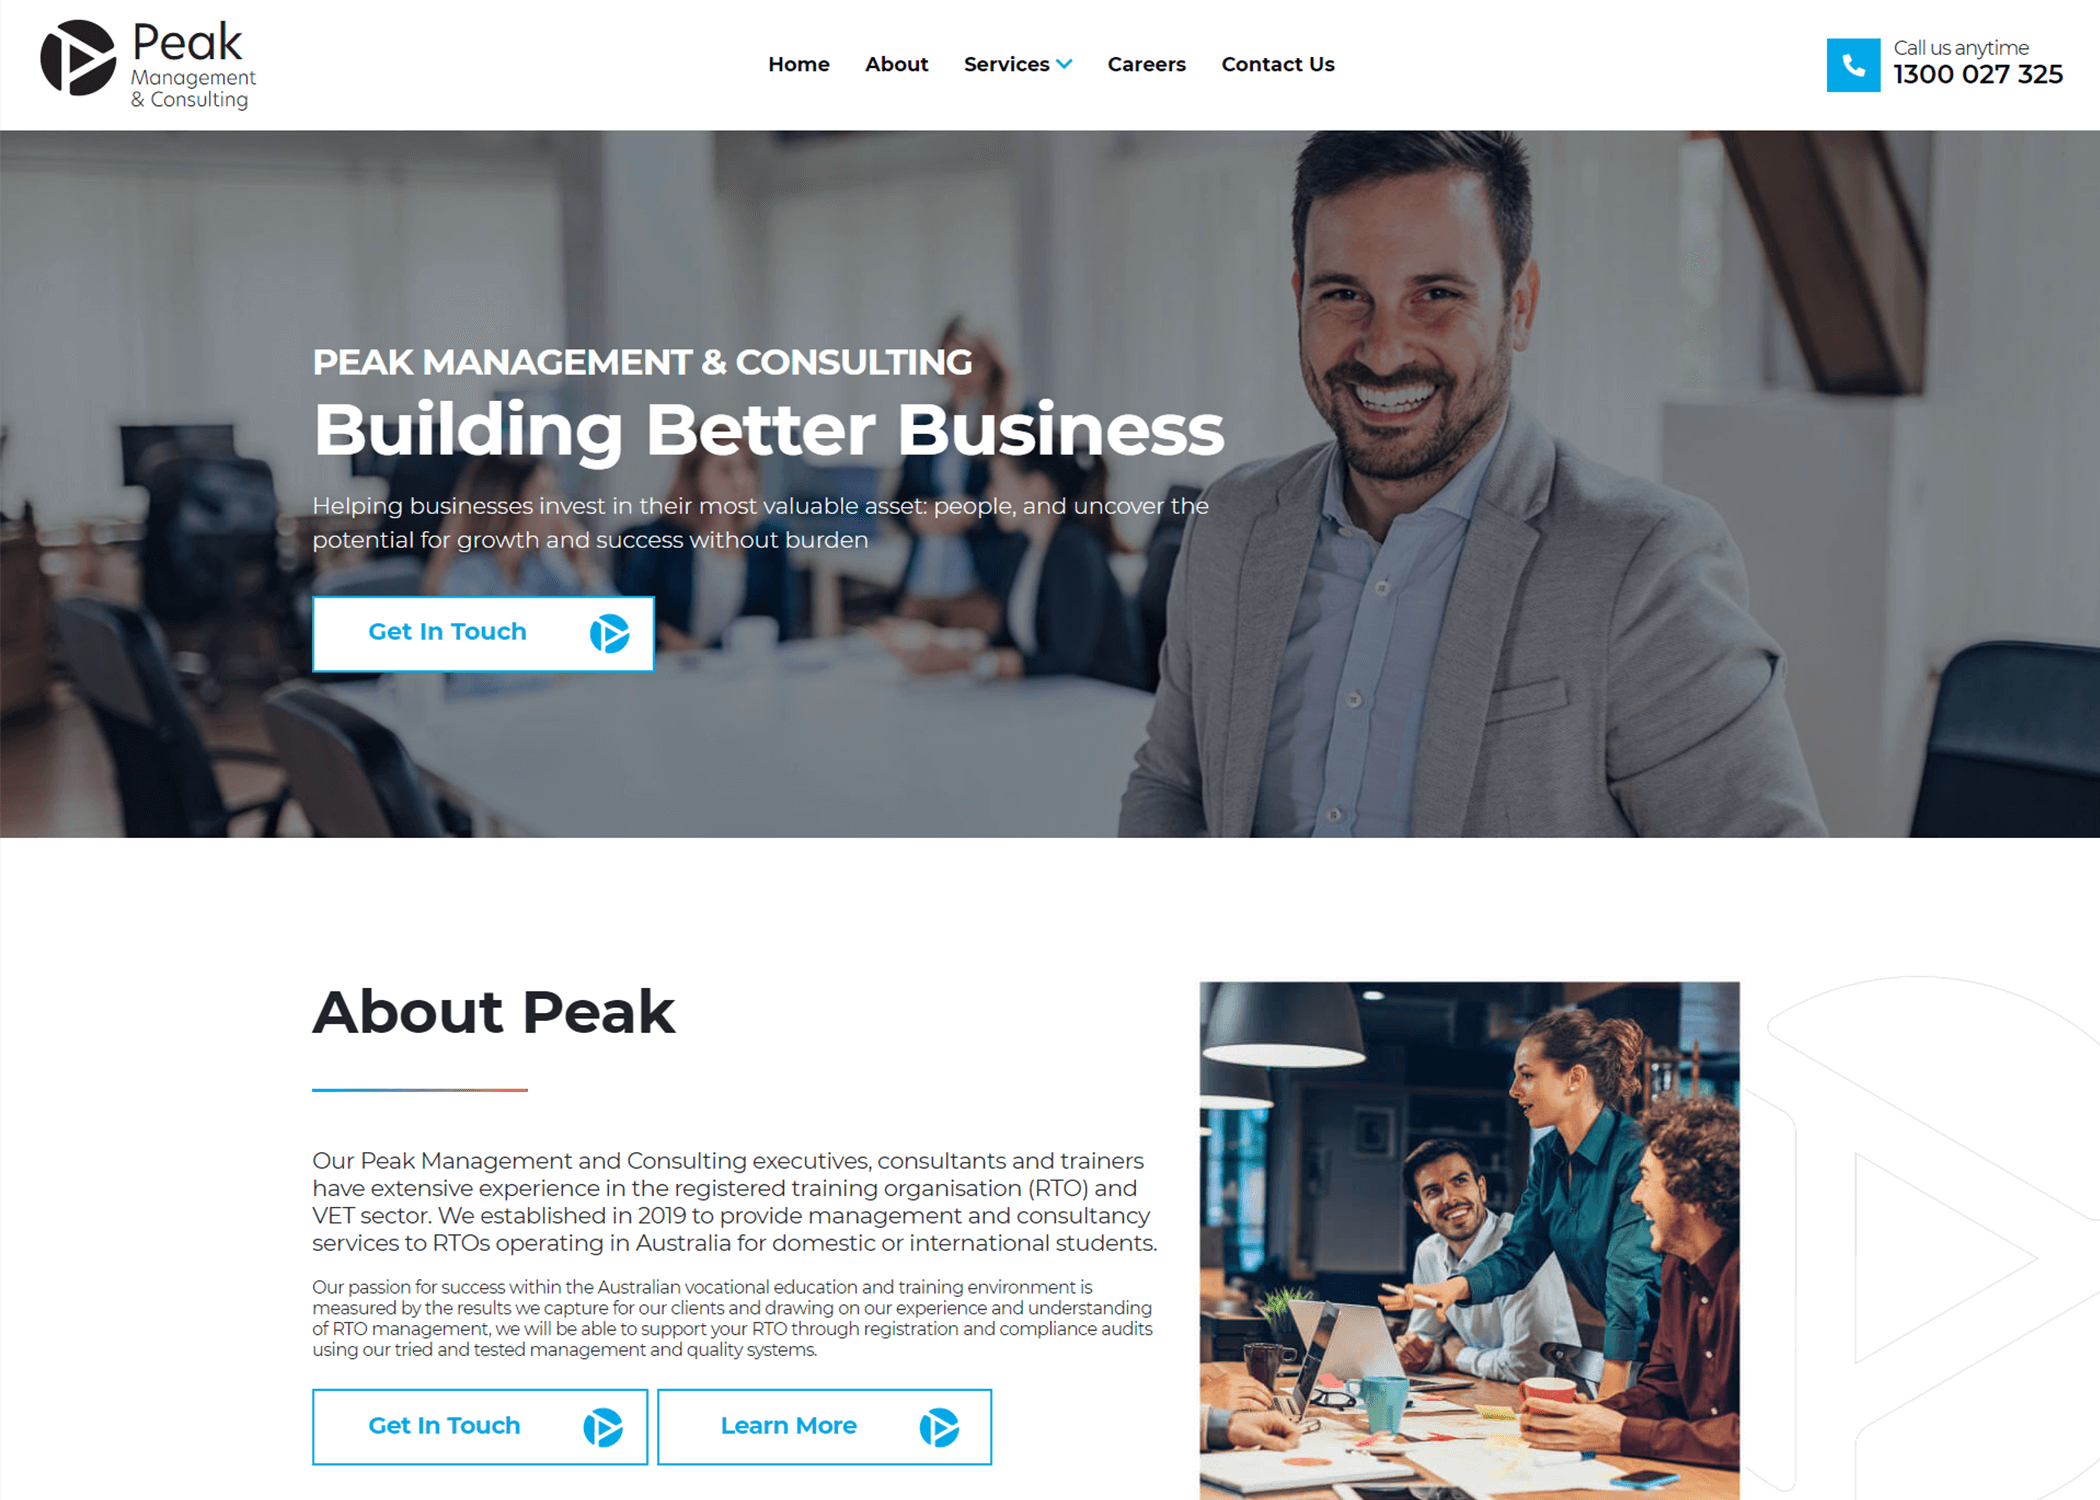 Peak
Management
& Consulting
Home
About
Services
Careers
Contact Us
Call us anytime
1300 027 325
PEAK MANAGEMENT & CONSULTING
Building Better Business
Helping businesses invest in their most valuable asset: people, and uncover the
potential for growth and success without burden
Get In Touch
About Peak
Our Peak Management and Consulting executives, consultants and trainers
have extensive experience in the registered training organisation (RTO) and
VET sector. We established in 2019 to provide management and consultancy
services to RTOs operating in Australia for domestic or international students.
Our passion for success within the Australian vocational education and training environment is
measured by the results we capture for our clients and drawing on our experience and understanding
of RTO management, we will be able to support your RTO through registration and compliance audits
using our tried and tested management and quality systems.
Get In Touch
Learn More